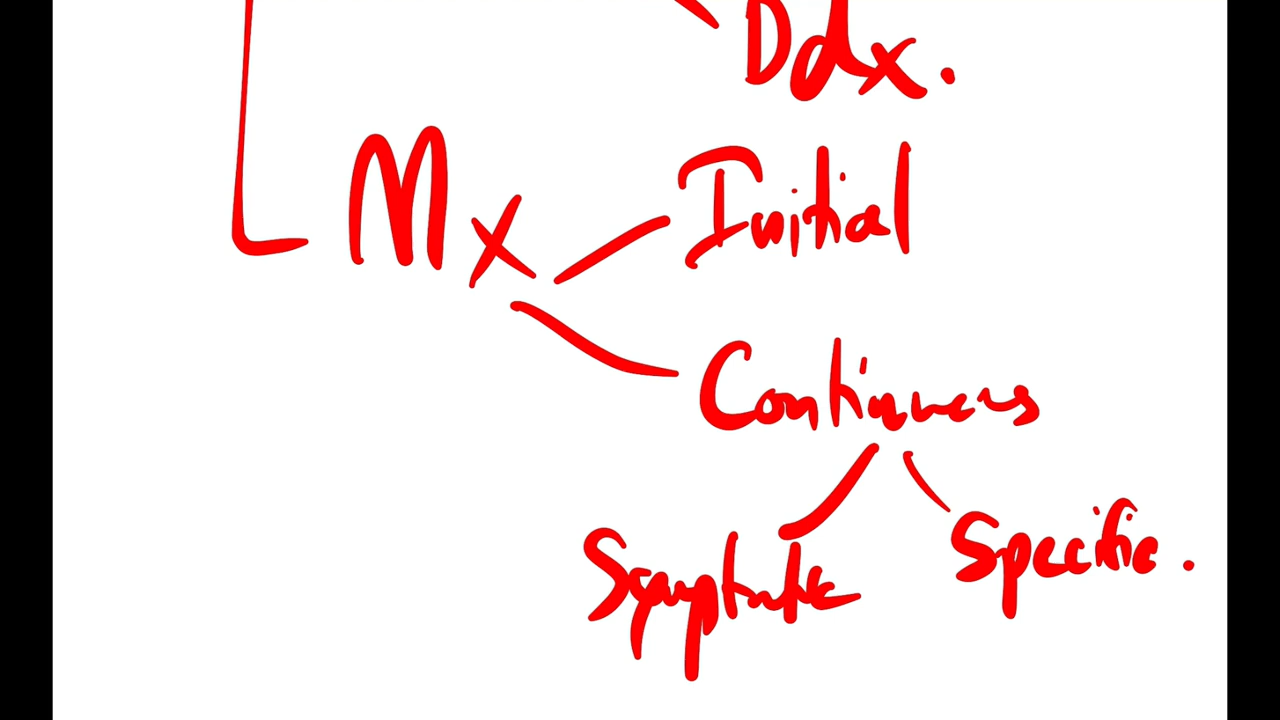 Ddx.
Mx
Initial
Continuous
Symptomatic
Specific.